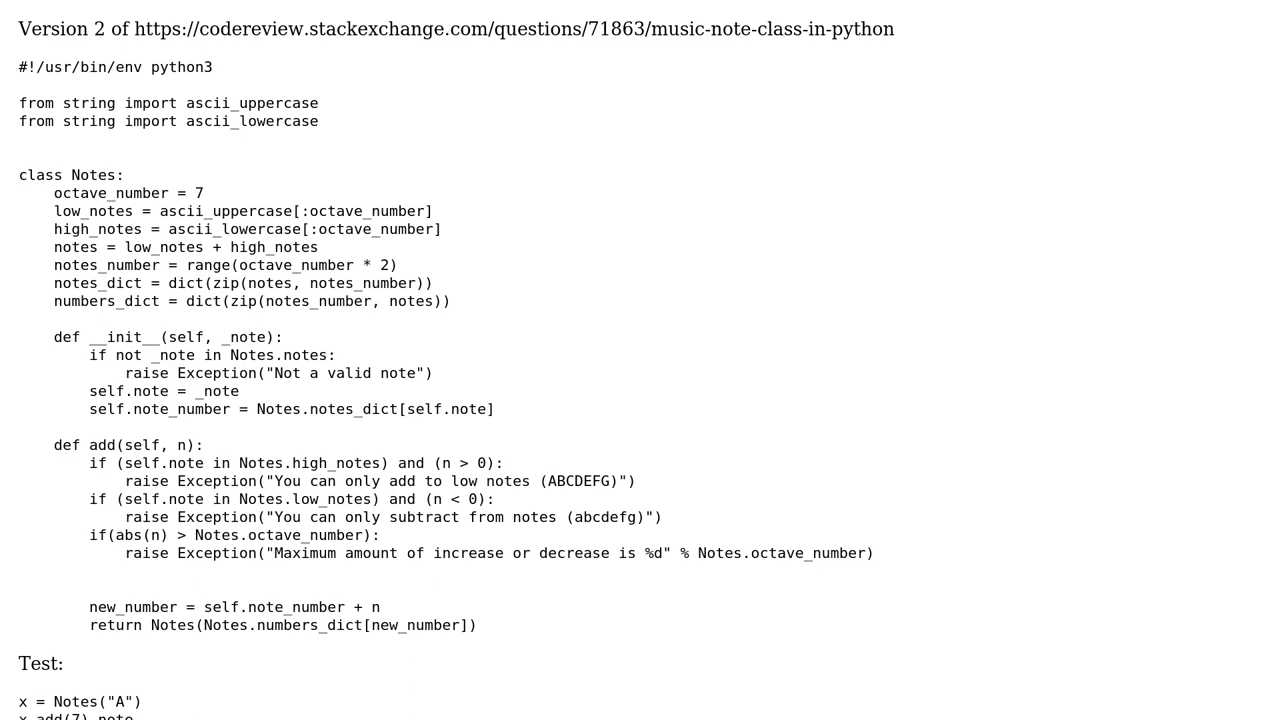 Version 2 of https://codereview.stackexchange.com/questions/71863/music-note-class-in-python
#!/usr/bin/env python3
from string import ascii_uppercase
from string import ascii_lowercase
class Notes:
    octave_number = 7
    low_notes = ascii_uppercase[:octave_number]
    high_notes = ascii_lowercase[:octave_number]
    notes = low_notes + high_notes
    notes_number = range(octave_number * 2)
    notes_dict = dict(zip(notes, notes_number))
    numbers_dict = dict(zip(notes_number, notes))
    def __init__(self, _note):
        if not _note in Notes.notes:
            raise Exception("Not a valid note")
        self.note = _note
        self.note_number = Notes.notes_dict[self.note]
    def add(self, n):
        if (self.note in Notes.high_notes) and (n > 0):
            raise Exception("You can only add to low notes (ABCDEFG)")
        if (self.note in Notes.low_notes) and (n < 0):
            raise Exception("You can only subtract from notes (abcdefg)")
        if(abs(n) > Notes.octave_number):
            raise Exception("Maximum amount of increase or decrease is %d" % Notes.octave_number)
        new_number = self.note_number + n
        return Notes(Notes.numbers_dict[new_number])
Test:
x = Notes("A")
x.add(7).note